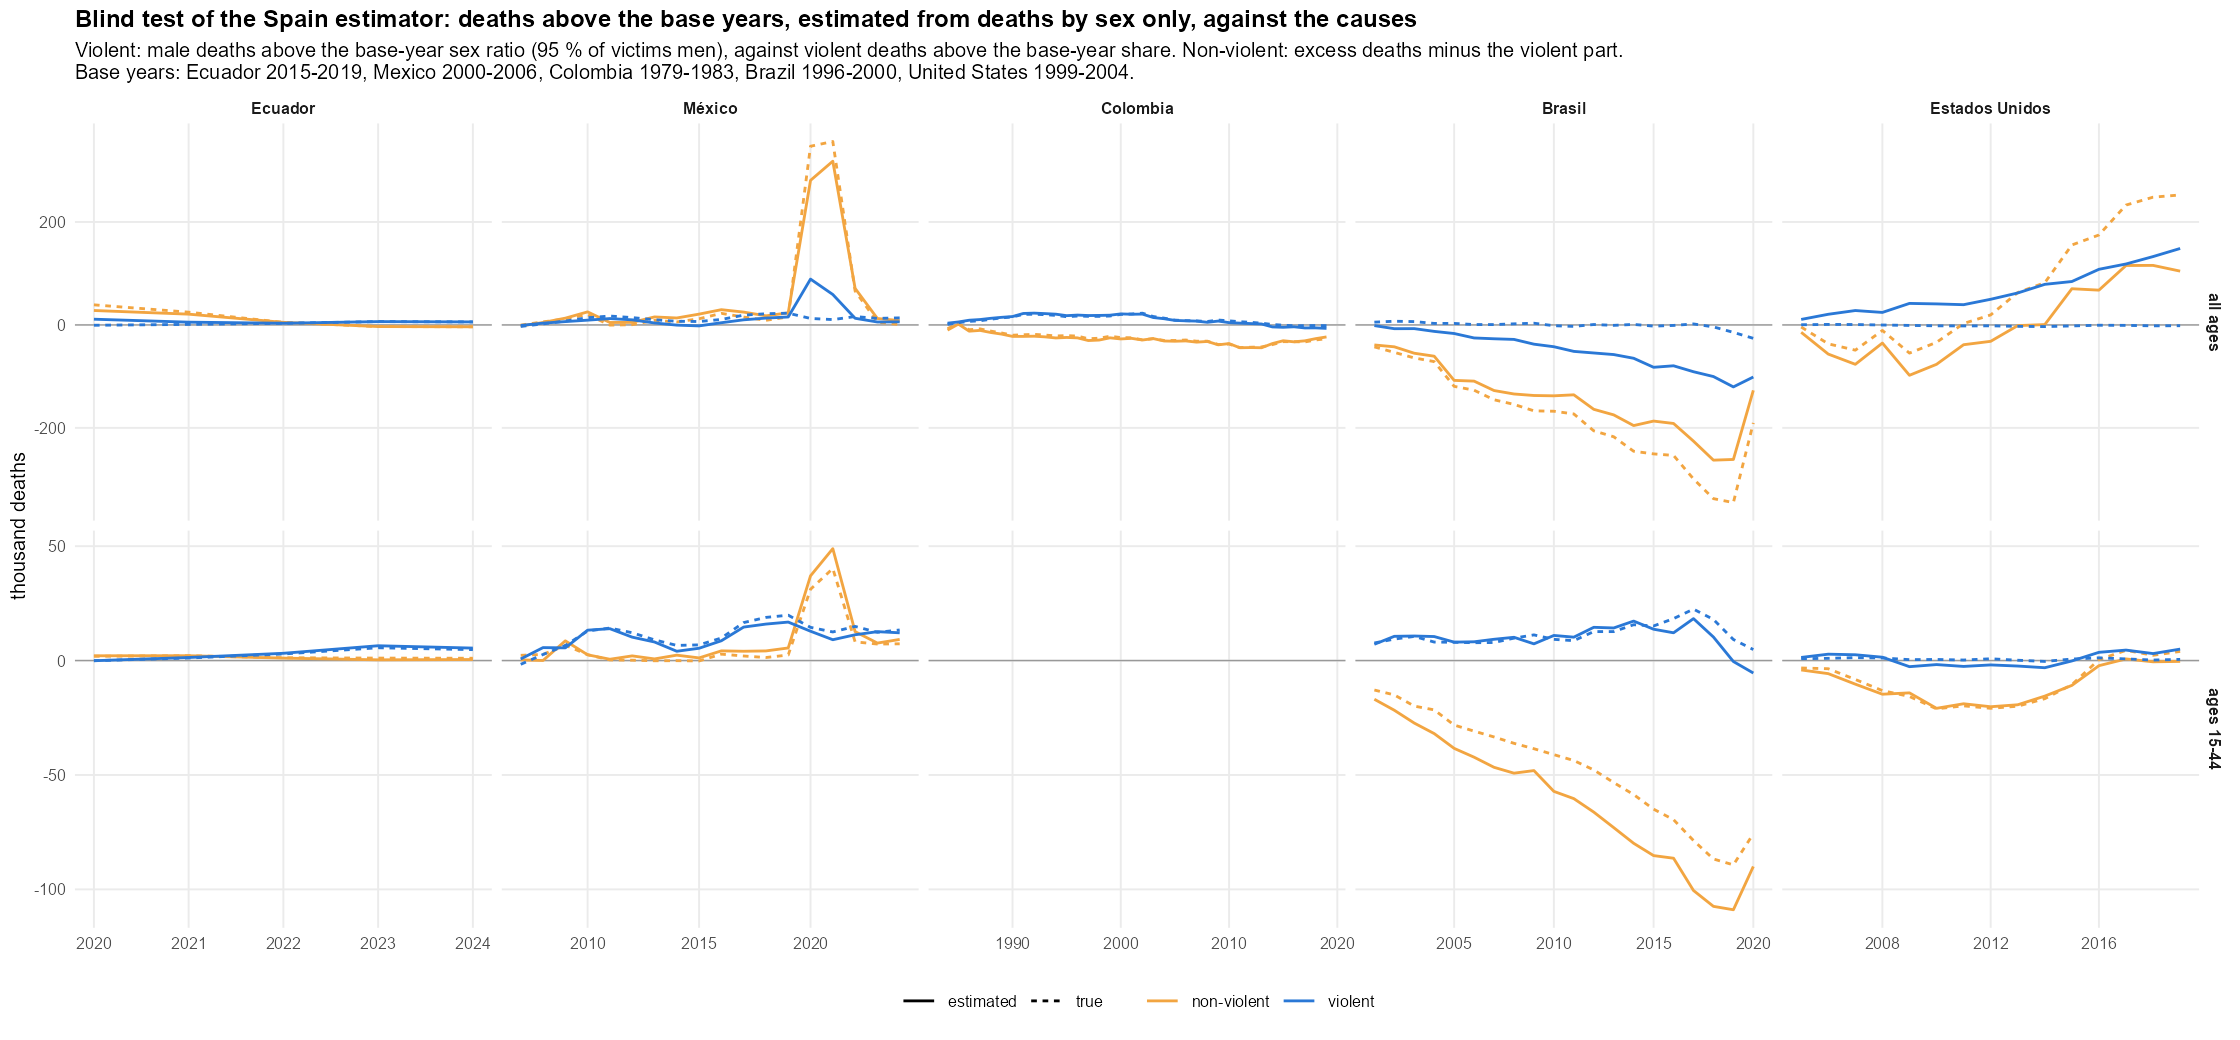 Blind test of the Spain estimator: deaths above the base years, estimated from deaths by sex only, against the causes
Violent: male deaths above the base-year sex ratio (95 % of victims men), against violent deaths above the base-year share. Non-violent: excess deaths minus the violent part.
Base years: Ecuador 2015-2019, Mexico 2000-2006, Colombia 1979-1983, Brazil 1996-2000, United States 1999-2004.
Ecuador
México
Colombia
Brasil
Estados Unidos
200
0
-200
all ages
thousand deaths
50
0
-50
-100
ages 15-44
2020 2021 2022 2023 2024
2010 2015 2020
1990 2000 2010 2020
2005 2010 2015 2020
2008 2012 2016
estimated true non-violent violent